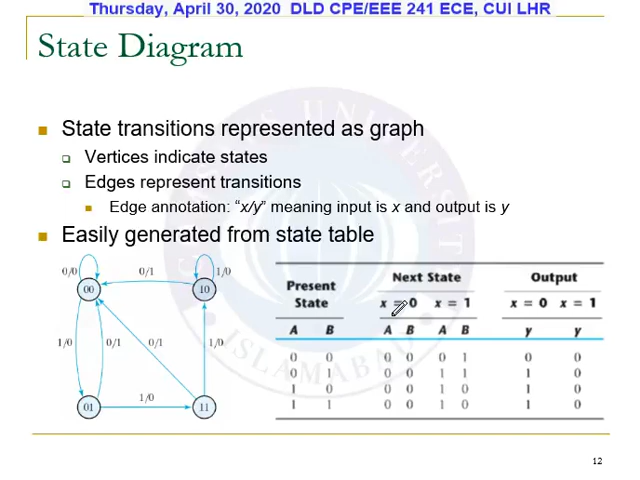 Thursday, April 30, 2020 DLD CPE/EEE 241 ECE, CUI LHR
State Diagram
State transitions represented as graph
Vertices indicate states
Edges represent transitions
Edge annotation: “x/y” meaning input is x and output is y
Easily generated from state table
0/0 0/1 1/0
00 10
1/0 0/1 0/1 1/0
1/0
01 11
Present State Next State Output
x = 0 x = 1 x = 0 x = 1
A B A B A B y y
0 0 0 0 0 1 0 0
0 1 0 0 1 1 1 0
1 0 0 0 1 0 1 0
1 1 0 0 1 0 1 0
ISLAMABAD
12